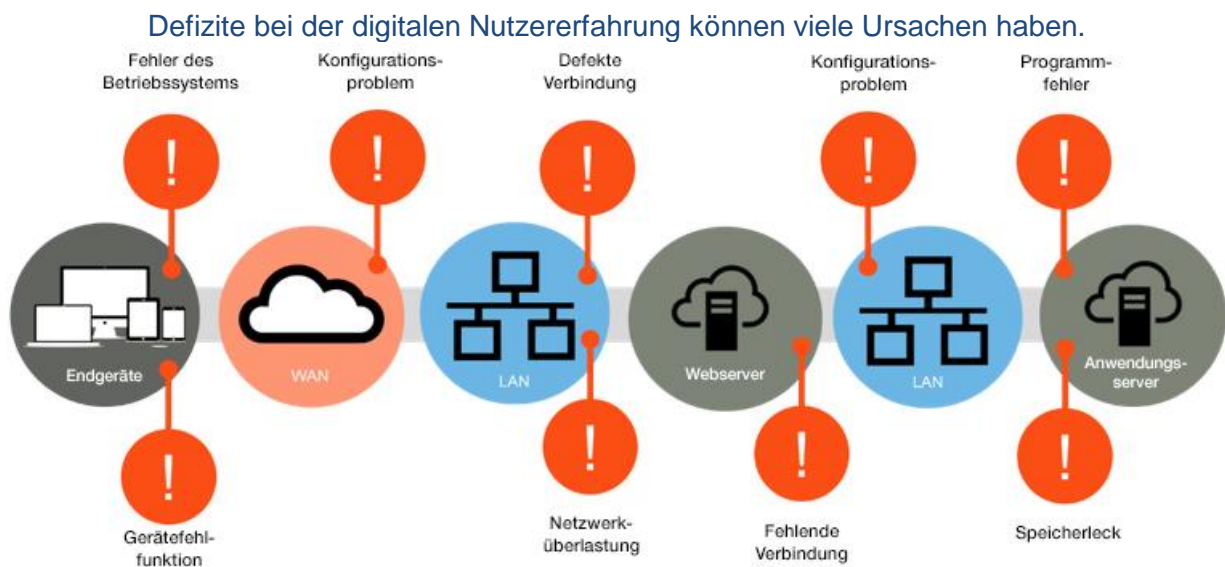 Defizite bei der digitalen Nutzererfahrung können viele Ursachen haben.
Fehler des
Betriebssystems
Konfigurations-
problem
Defekte
Verbindung
Konfigurations-
problem
Programm-
fehler
!
!
!
!
!
Endgeräte
WAN
LAN
Webserver
LAN
Anwendungs-
server
!
!
!
!
Gerätefehl-
funktion
Netzwerk-
überlastung
Fehlende
Verbindung
Speicherleck